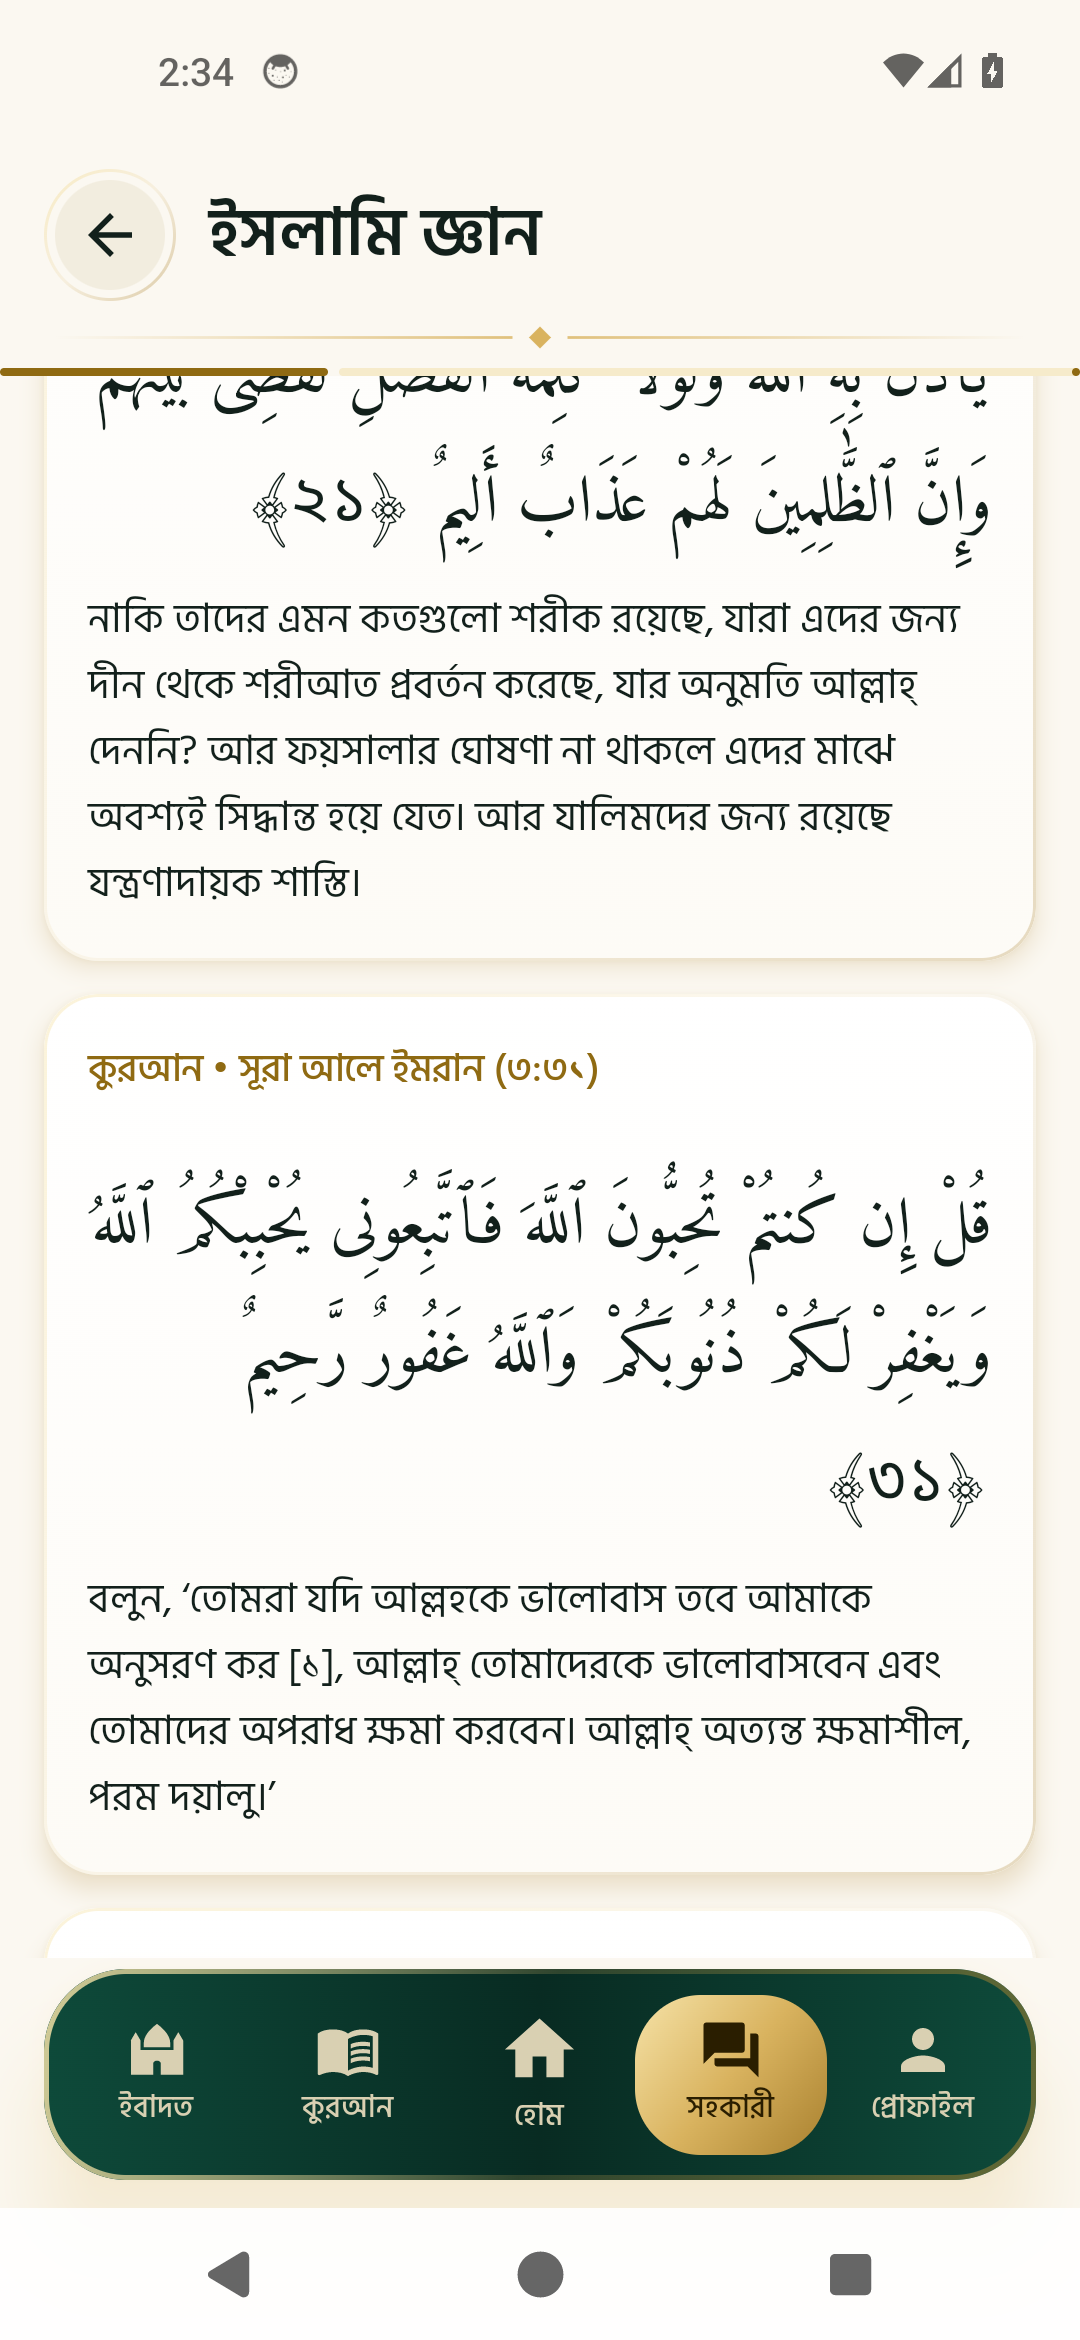 2:34
ইসলামি জ্ঞান
وَإِنَّ ٱلظَّٰلِمِينَ لَهُمْ عَذَابٌ أَلِيمٌ ﴿٢١﴾
নাকি তাদের এমন কতগুলো শরীক রয়েছে, যারা এদের জন্য
দীন থেকে শরীআত প্রবর্তন করেছে, যার অনুমতি আল্লাহ্
দেননি? আর ফয়সালার ঘোষণা না থাকলে এদের মাঝে
অবশ্যই সিদ্ধান্ত হয়ে যেত। আর যালিমদের জন্য রয়েছে
যন্ত্রণাদায়ক শাস্তি।
কুরআন • সূরা আলে ইমরান (৩:৩১)
قُلْ إِن كُنتُمْ تُحِبُّونَ ٱللَّهَ فَٱتَّبِعُونِى يُحْبِبْكُمُ ٱللَّهُ
وَيَغْفِرْ لَكُمْ ذُنُوبَكُمْ وَٱللَّهُ غَفُورٌ رَّحِيمٌ
﴿৩১﴾
বলুন, ‘তোমরা যদি আল্লহকে ভালোবাস তবে আমাকে
অনুসরণ কর [১], আল্লাহ্ তোমাদেরকে ভালোবাসবেন এবং
তোমাদের অপরাধ ক্ষমা করবেন। আল্লাহ্ অত্যন্ত ক্ষমাশীল,
পরম দয়ালু।’
ইবাদত
কুরআন
হোম
সহকারী
প্রোফাইল